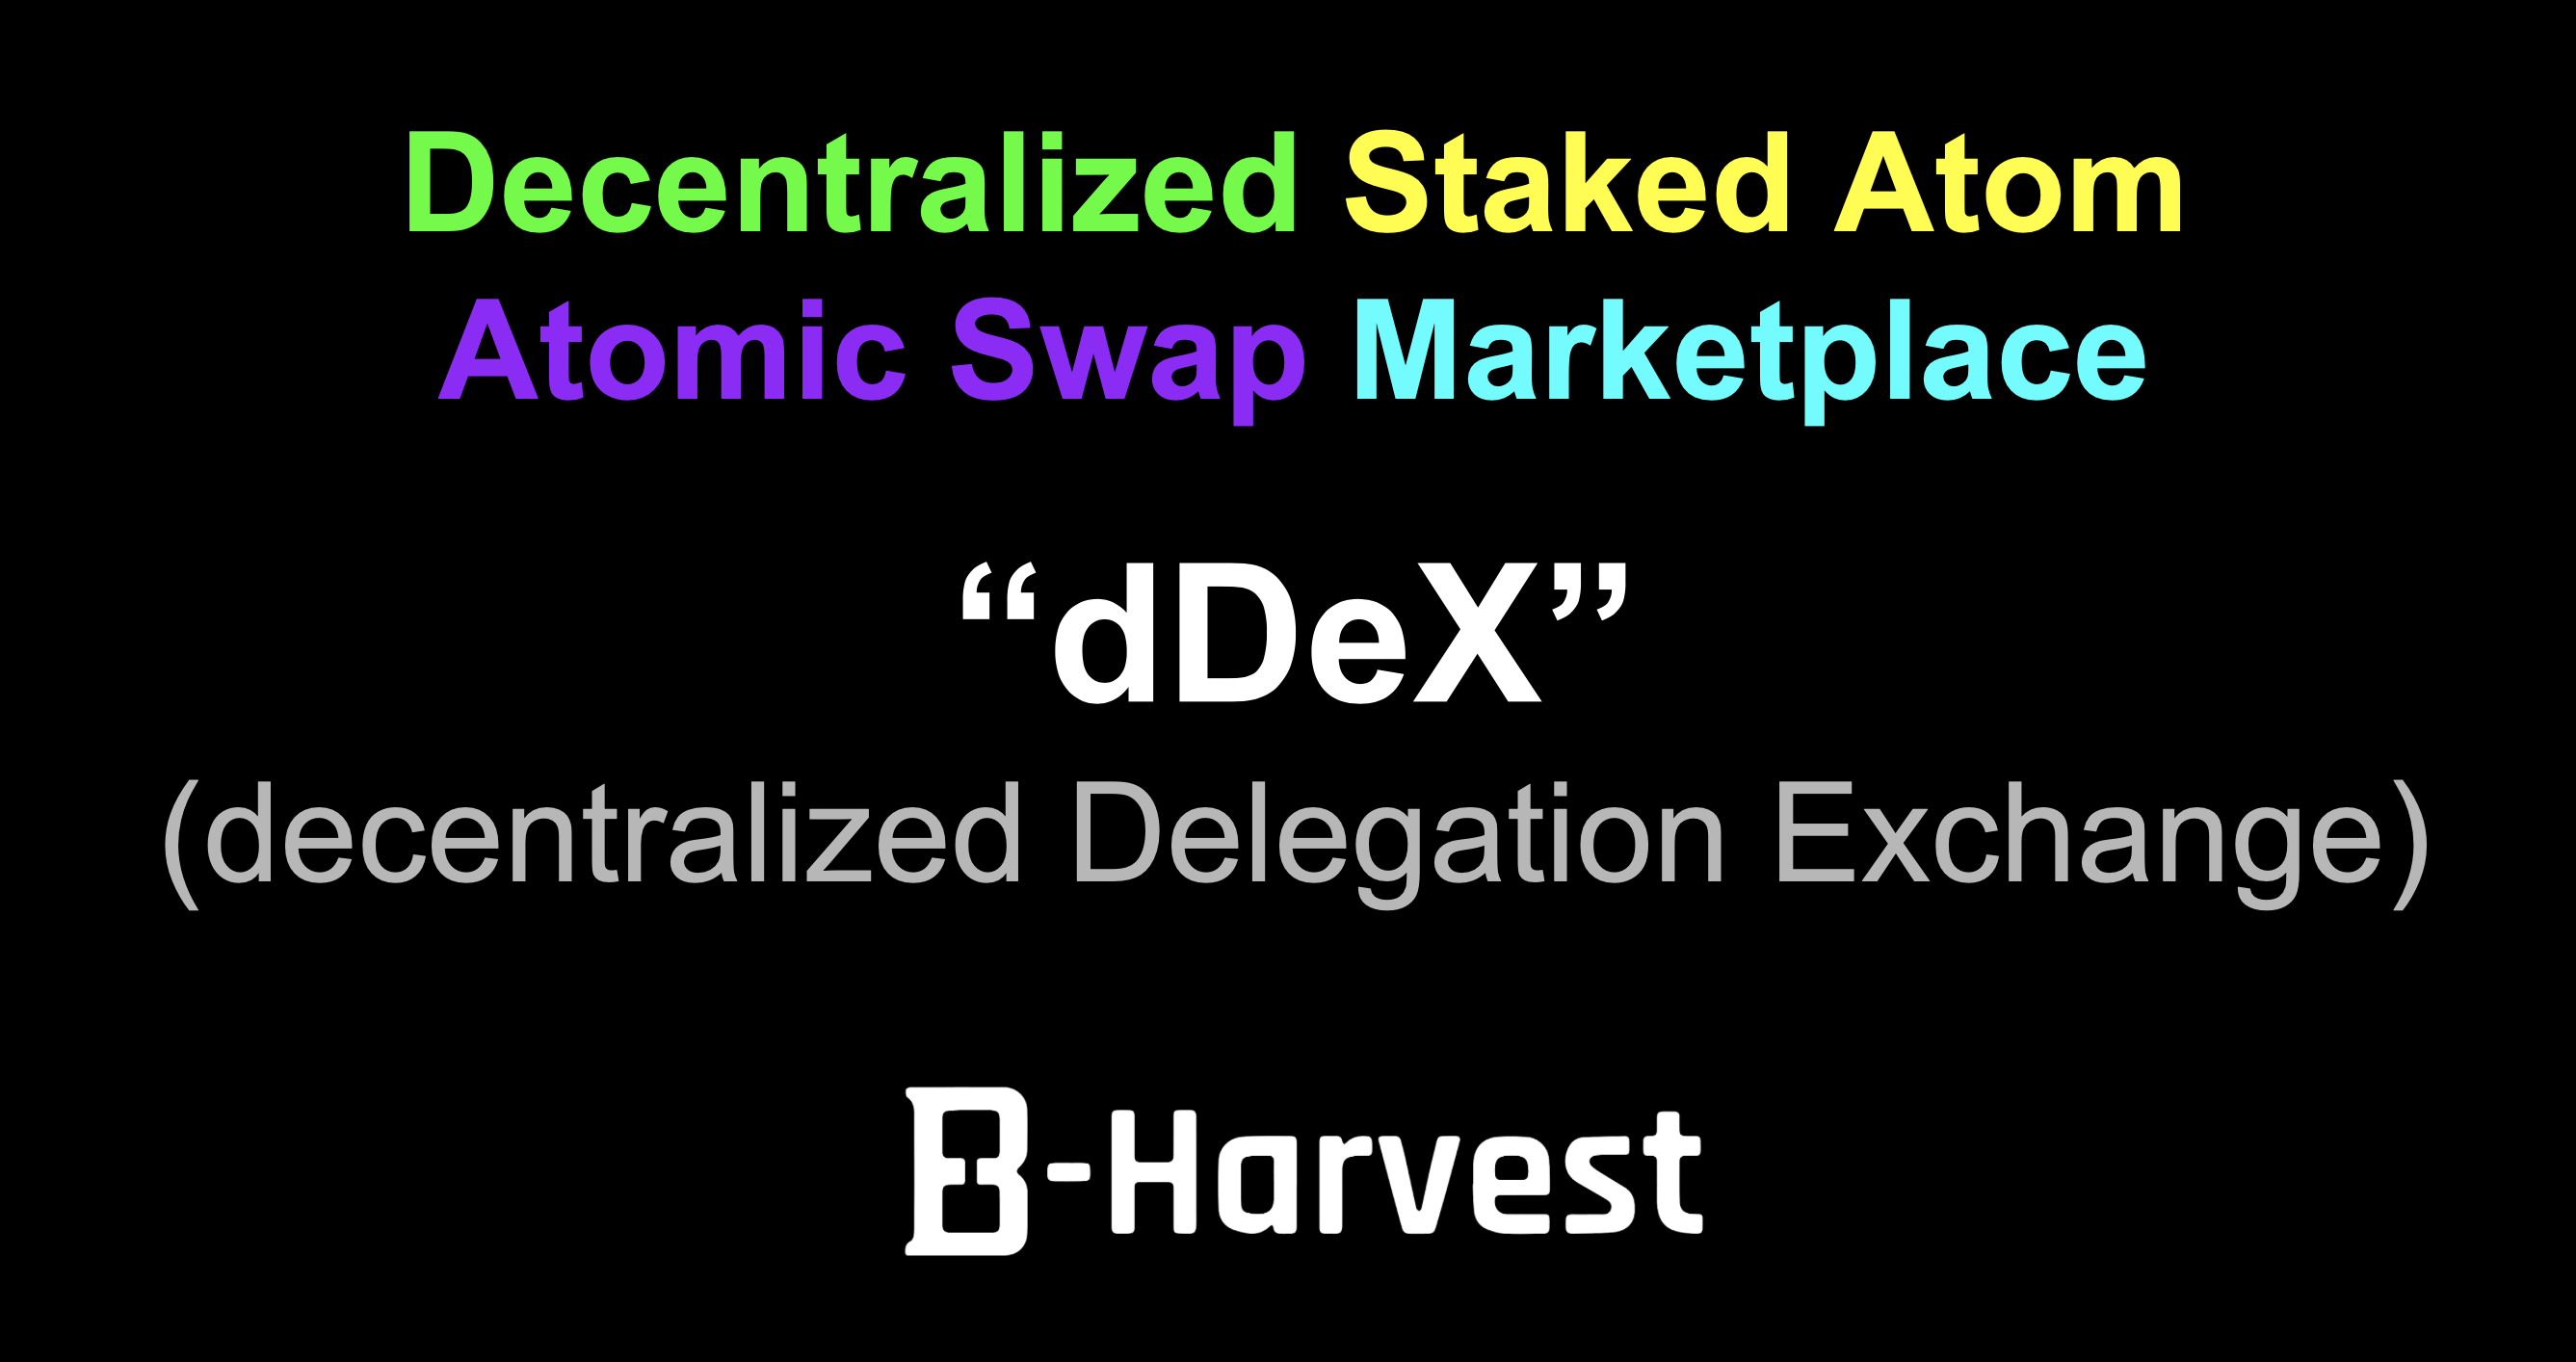 Decentralized Staked Atom
Atomic Swap Marketplace
“dDeX”
(decentralized Delegation Exchange)
B-Harvest